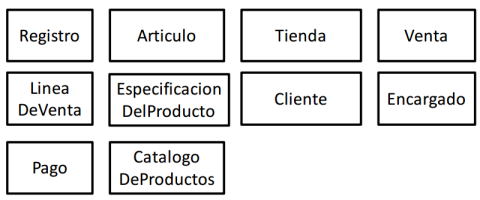 Registro
Articulo
Tienda
Venta
Linea
DeVenta
Especificacion
DelProducto
Cliente
Encargado
Pago
Catalogo
DeProductos